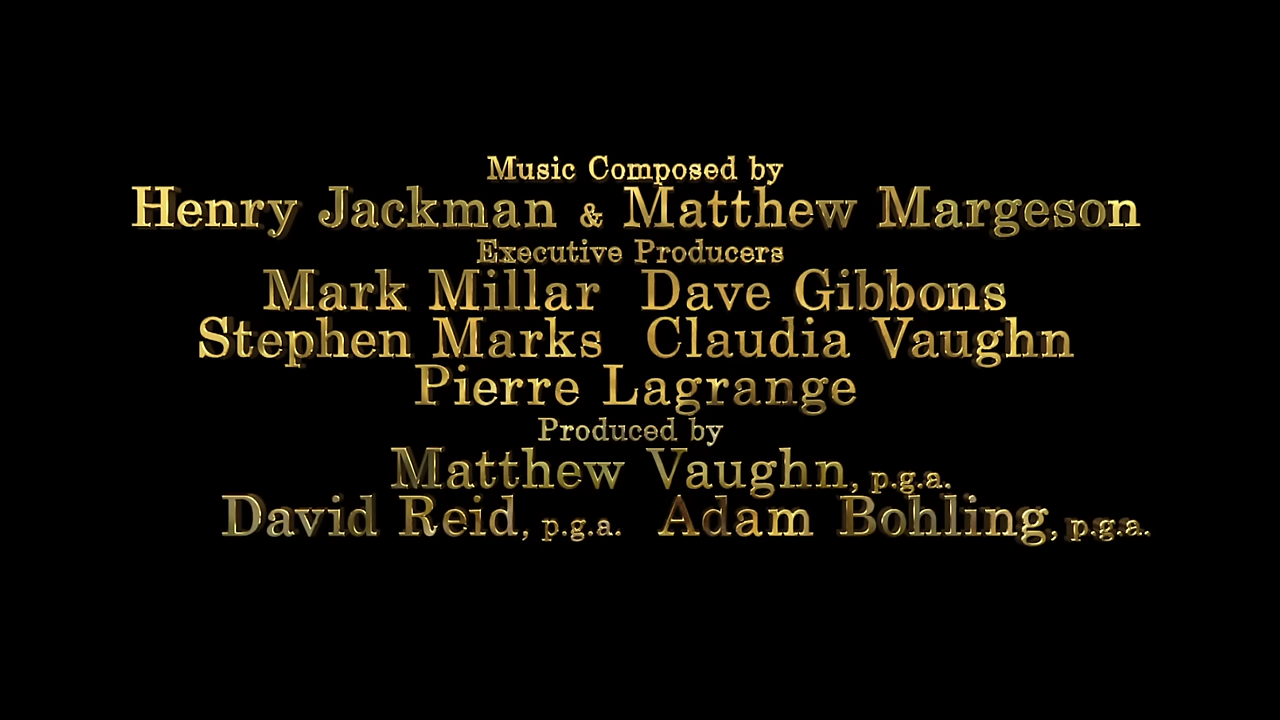 Music Composed by
Henry Jackman & Matthew Margeson
Executive Producers
Mark Millar Dave Gibbons
Stephen Marks Claudia Vaughn
Pierre Lagrange
Produced by
Matthew Vaughn, p.g.a.
David Reid, p.g.a. Adam Bohling, p.g.a.